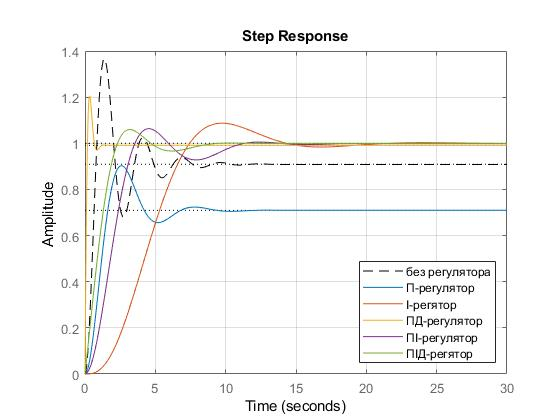 Step Response
Amplitude
1.4
1.2
1
0.8
0.6
0.4
0.2
0
0 5 10 15 20 25 30
Time (seconds)
без регулятора
П-регулятор
І-регятор
ПД-регулятор
ПІ-регулятор
ПІД-регятор